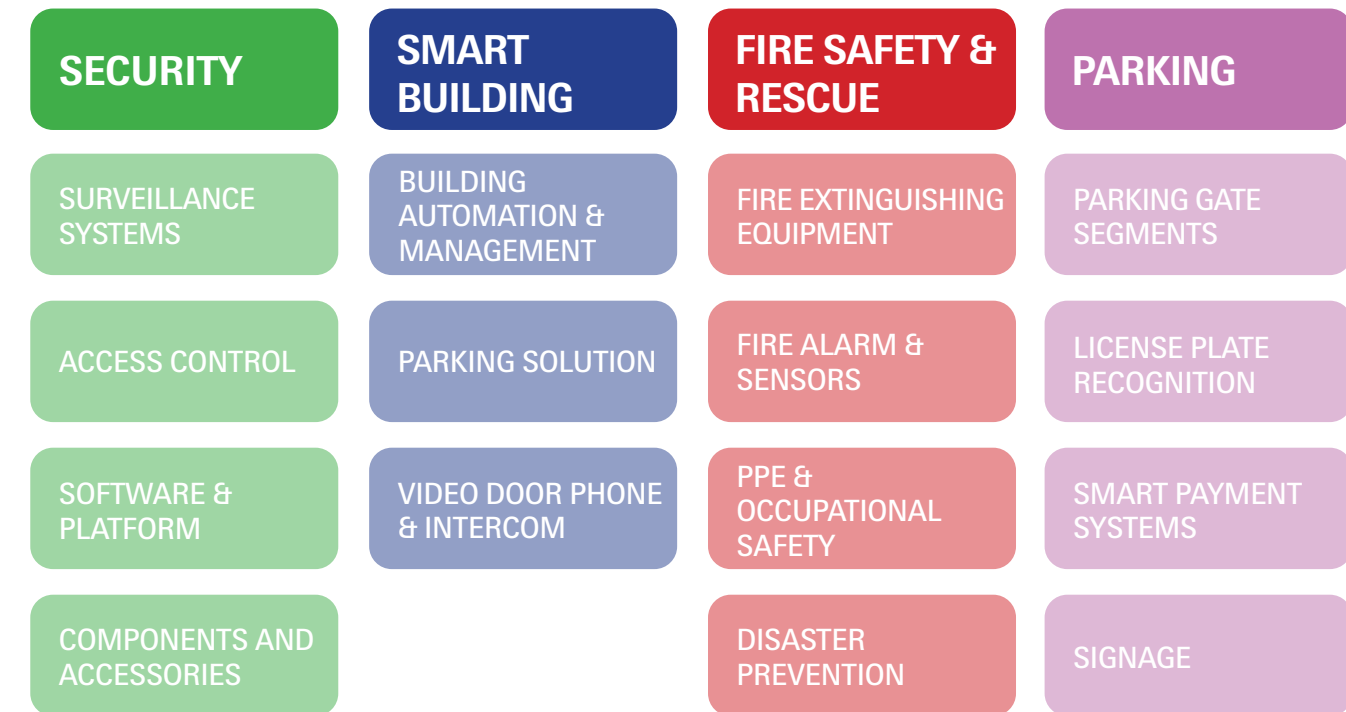 SECURITY
SURVEILLANCE
SYSTEMS
ACCESS CONTROL
SOFTWARE &
PLATFORM
COMPONENTS AND
ACCESSORIES
SMART
BUILDING
BUILDING
AUTOMATION &
MANAGEMENT
PARKING SOLUTION
VIDEO DOOR PHONE
& INTERCOM
FIRE SAFETY &
RESCUE
FIRE EXTINGUISHING
EQUIPMENT
FIRE ALARM &
SENSORS
PPE &
OCCUPATIONAL
SAFETY
DISASTER
PREVENTION
PARKING
PARKING GATE
SEGMENTS
LICENSE PLATE
RECOGNITION
SMART PAYMENT
SYSTEMS
SIGNAGE